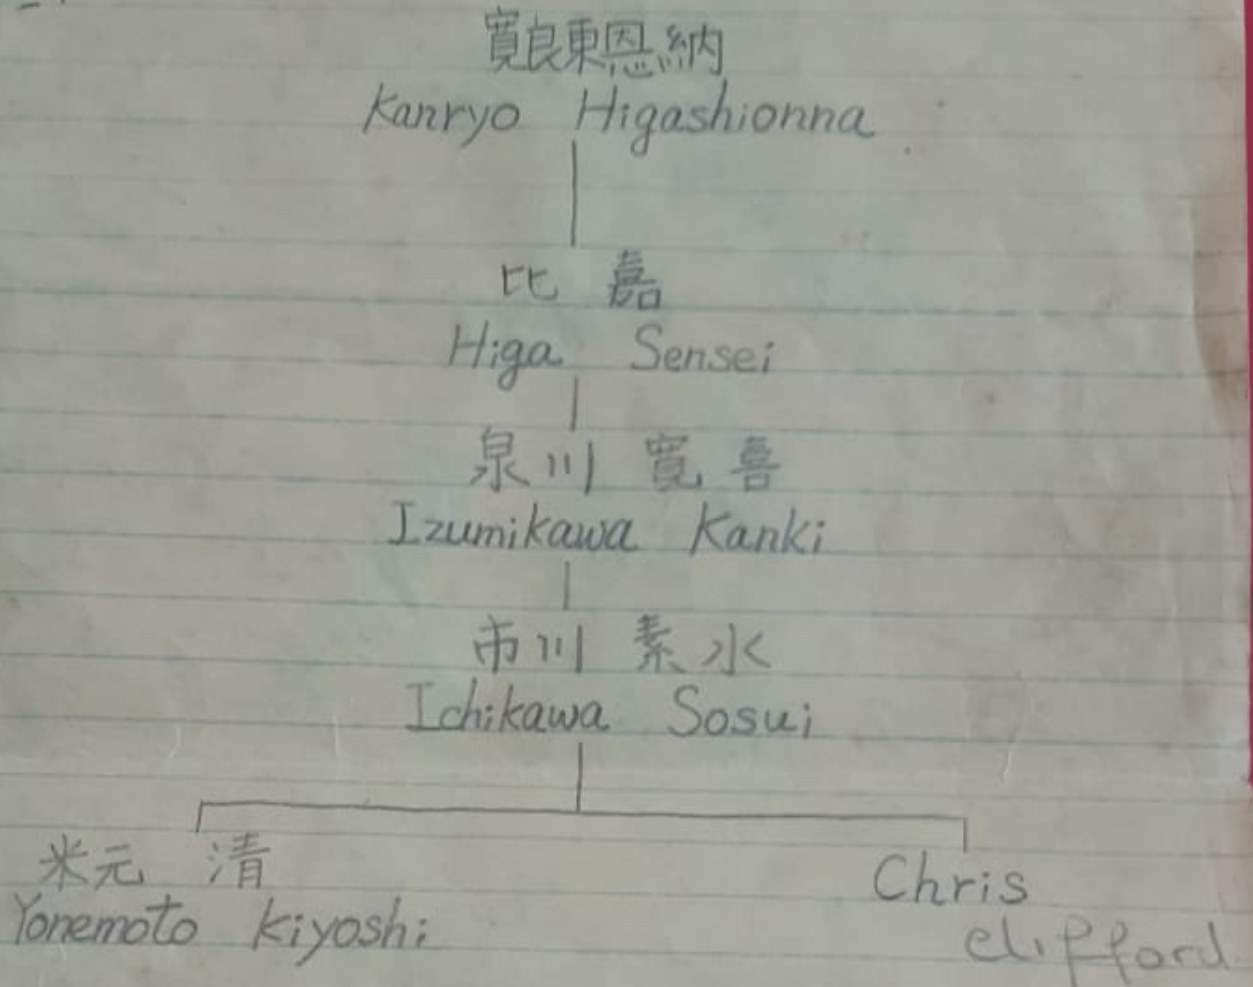 寛良東恩納
Kanryo Higashionna
比 嘉
Higa Sensei
泉川 寛喜
Izumikawa Kanki
市川 素水
Ichikawa Sosui
米元 清
Yonemoto Kiyoshi
Chris
Clifford